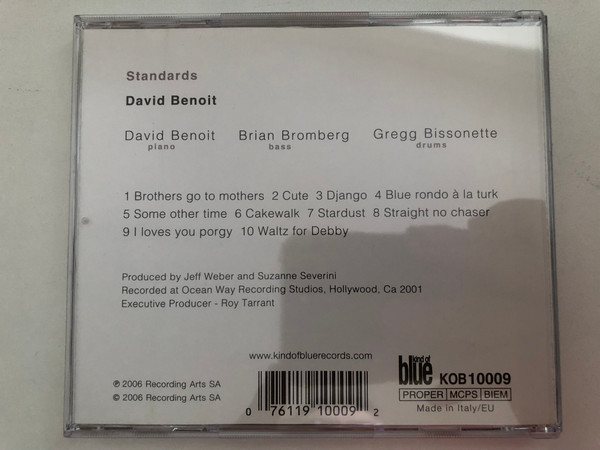 Standards
David Benoit
David Benoit Brian Bromberg Gregg Bissonette
piano bass drums
1 Brothers go to mothers 2 Cute 3 Django 4 Blue rondo à la turk
5 Some other time 6 Cakewalk 7 Stardust 8 Straight no chaser
9 I loves you porgy 10 Waltz for Debby
Produced by Jeff Weber and Suzanne Severini
Recorded at Ocean Way Recording Studios, Hollywood, Ca 2001
Executive Producer - Roy Tarrant
www.kindofbluerecords.com
kind of
blue KOB10009
PROPER MCPS BIEM
Made in Italy/EU
℗ 2006 Recording Arts SA
© 2006 Recording Arts SA
0 76119 10009 2